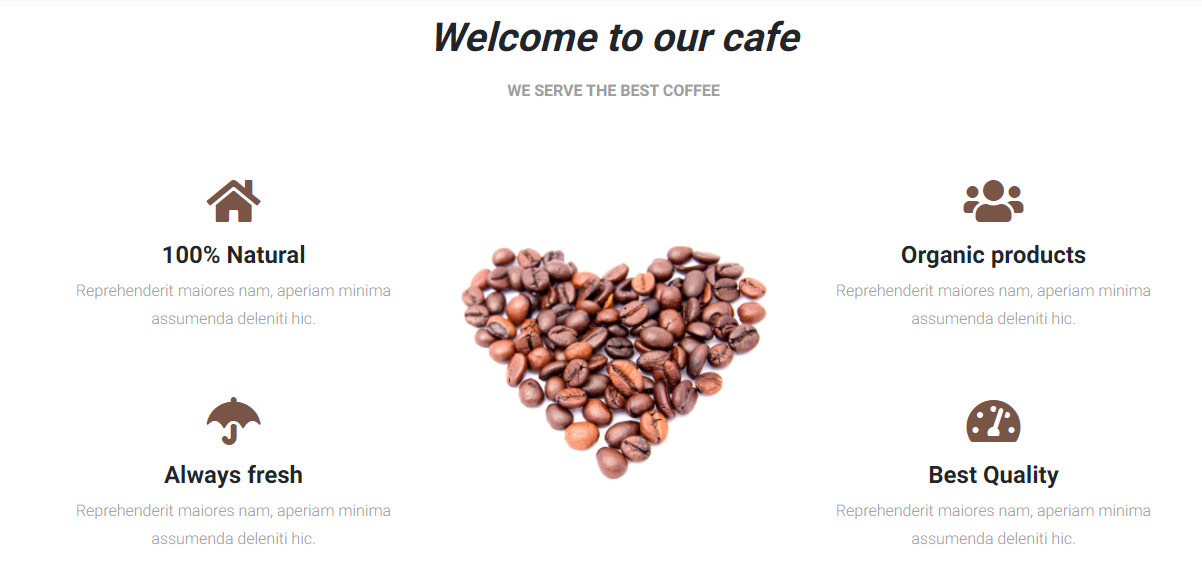 Welcome to our cafe
WE SERVE THE BEST COFFEE
100% Natural
Reprehenderit maiores nam, aperiam minima
assumenda deleniti hic.
Organic products
Reprehenderit maiores nam, aperiam minima
assumenda deleniti hic.
Always fresh
Reprehenderit maiores nam, aperiam minima
assumenda deleniti hic.
Best Quality
Reprehenderit maiores nam, aperiam minima
assumenda deleniti hic.